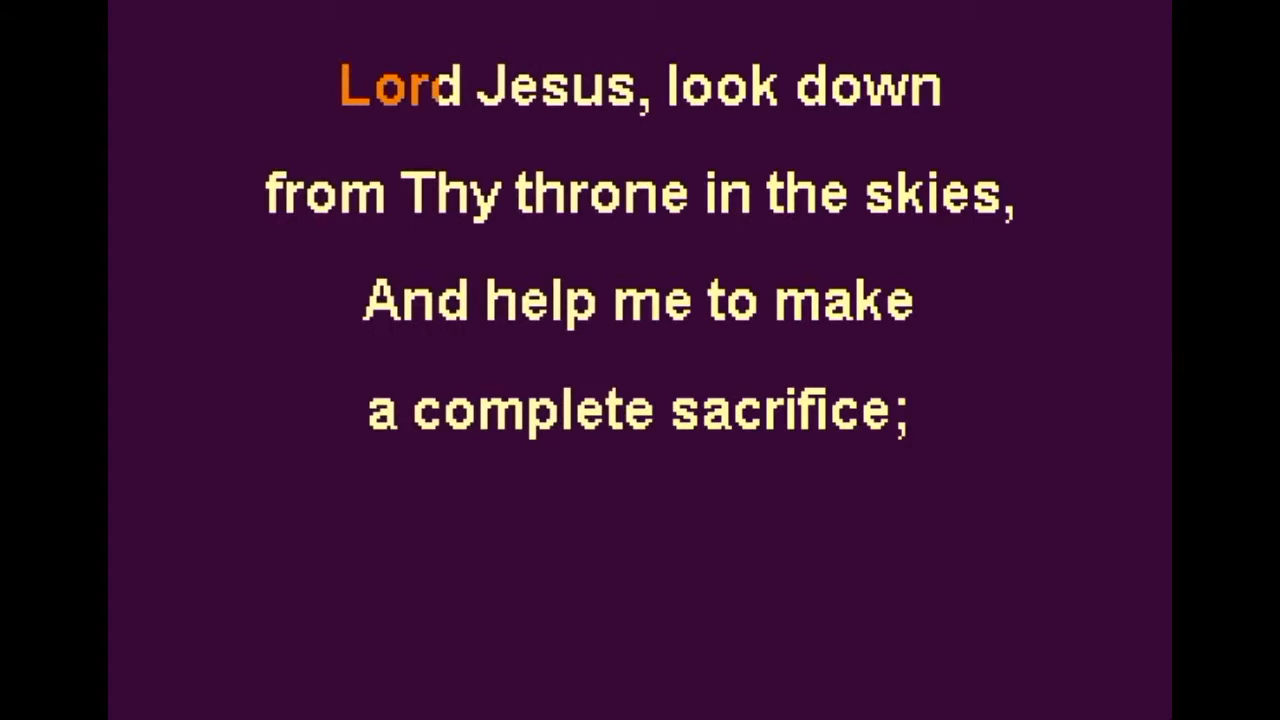 Lord Jesus, look down
from Thy throne in the skies,
And help me to make
a complete sacrifice;